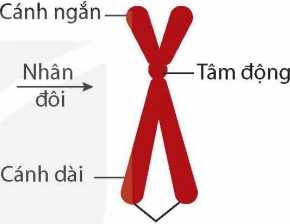 Cánh ngắn
Nhân
đôi
Tâm động
Cánh dài